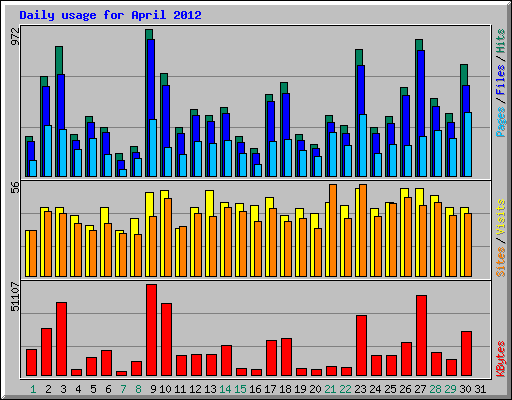 Daily usage for April 2012
972
Pages / Files / Hits
56
Sites / Visits
51107
KBytes
1 2 3 4 5 6 7 8 9 10 11 12 13 14 15 16 17 18 19 20 21 22 23 24 25 26 27 28 29 30 31